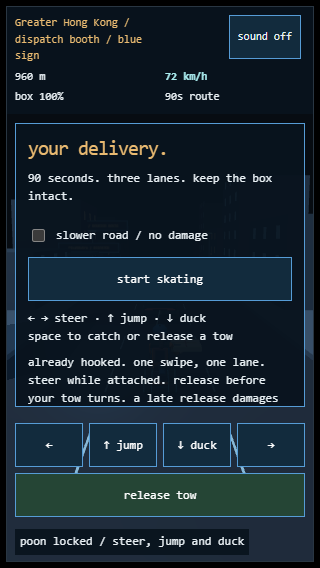 Greater Hong Kong /
dispatch booth / blue
sign
sound off
960 m
72 km/h
box 100%
90s route
your delivery.
90 seconds. three lanes. keep the box
intact.
slower road / no damage
start skating
← → steer · ↑ jump · ↓ duck
space to catch or release a tow
already hooked. one swipe, one lane.
steer while attached. release before
your tow turns. a late release damages
←
↑ jump
↓ duck
→
release tow
poon locked / steer, jump and duck